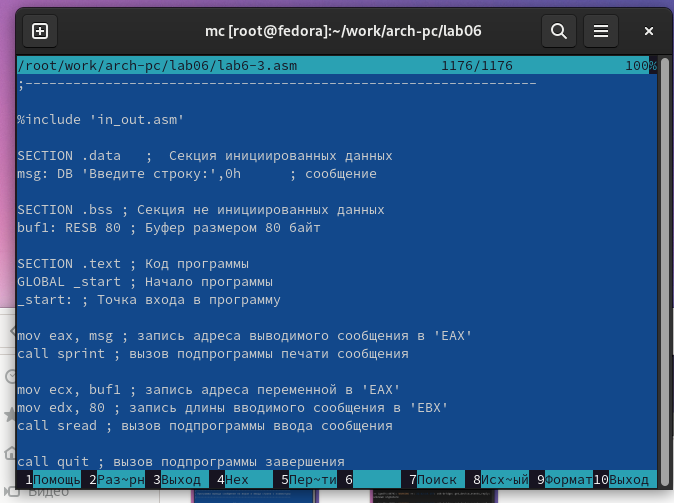 mc [root@fedora]:~/work/arch-pc/lab06
/root/work/arch-pc/lab06/lab6-3.asm 1176/1176 100%
;---------------------------------------------------------------
%include 'in_out.asm'
SECTION .data ; Секция инициированных данных
msg: DB 'Введите строку:',0h ; сообщение
SECTION .bss ; Секция не инициированных данных
buf1: RESB 80 ; Буфер размером 80 байт
SECTION .text ; Код программы
GLOBAL _start ; Начало программы
_start: ; Точка входа в программу
mov eax, msg ; запись адреса выводимого сообщения в 'EAX'
call sprint ; вызов подпрограммы печати сообщения
mov ecx, buf1 ; запись адреса переменной в 'EAX'
mov edx, 80 ; запись длины вводимого сообщения в 'EBX'
call sread ; вызов подпрограммы ввода сообщения
call quit ; вызов подпрограммы завершения
1Помощь 2Раз~рн 3Выход 4Hex 5Пер~ти 6 7Поиск 8Исх~ый 9Формат 10Выход
Видео